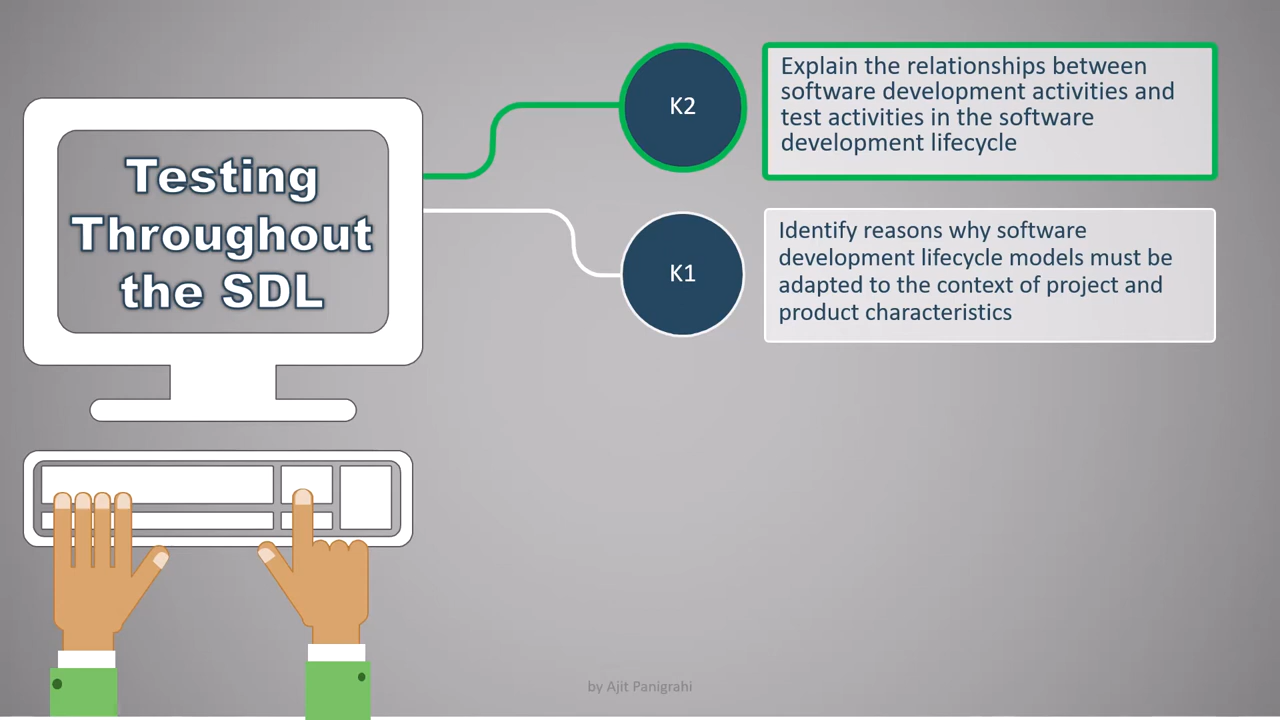 Testing
Throughout
the SDL
K2
Explain the relationships between
software development activities and
test activities in the software
development lifecycle
K1
Identify reasons why software
development lifecycle models must be
adapted to the context of project and
product characteristics
by Ajit Panigrahi